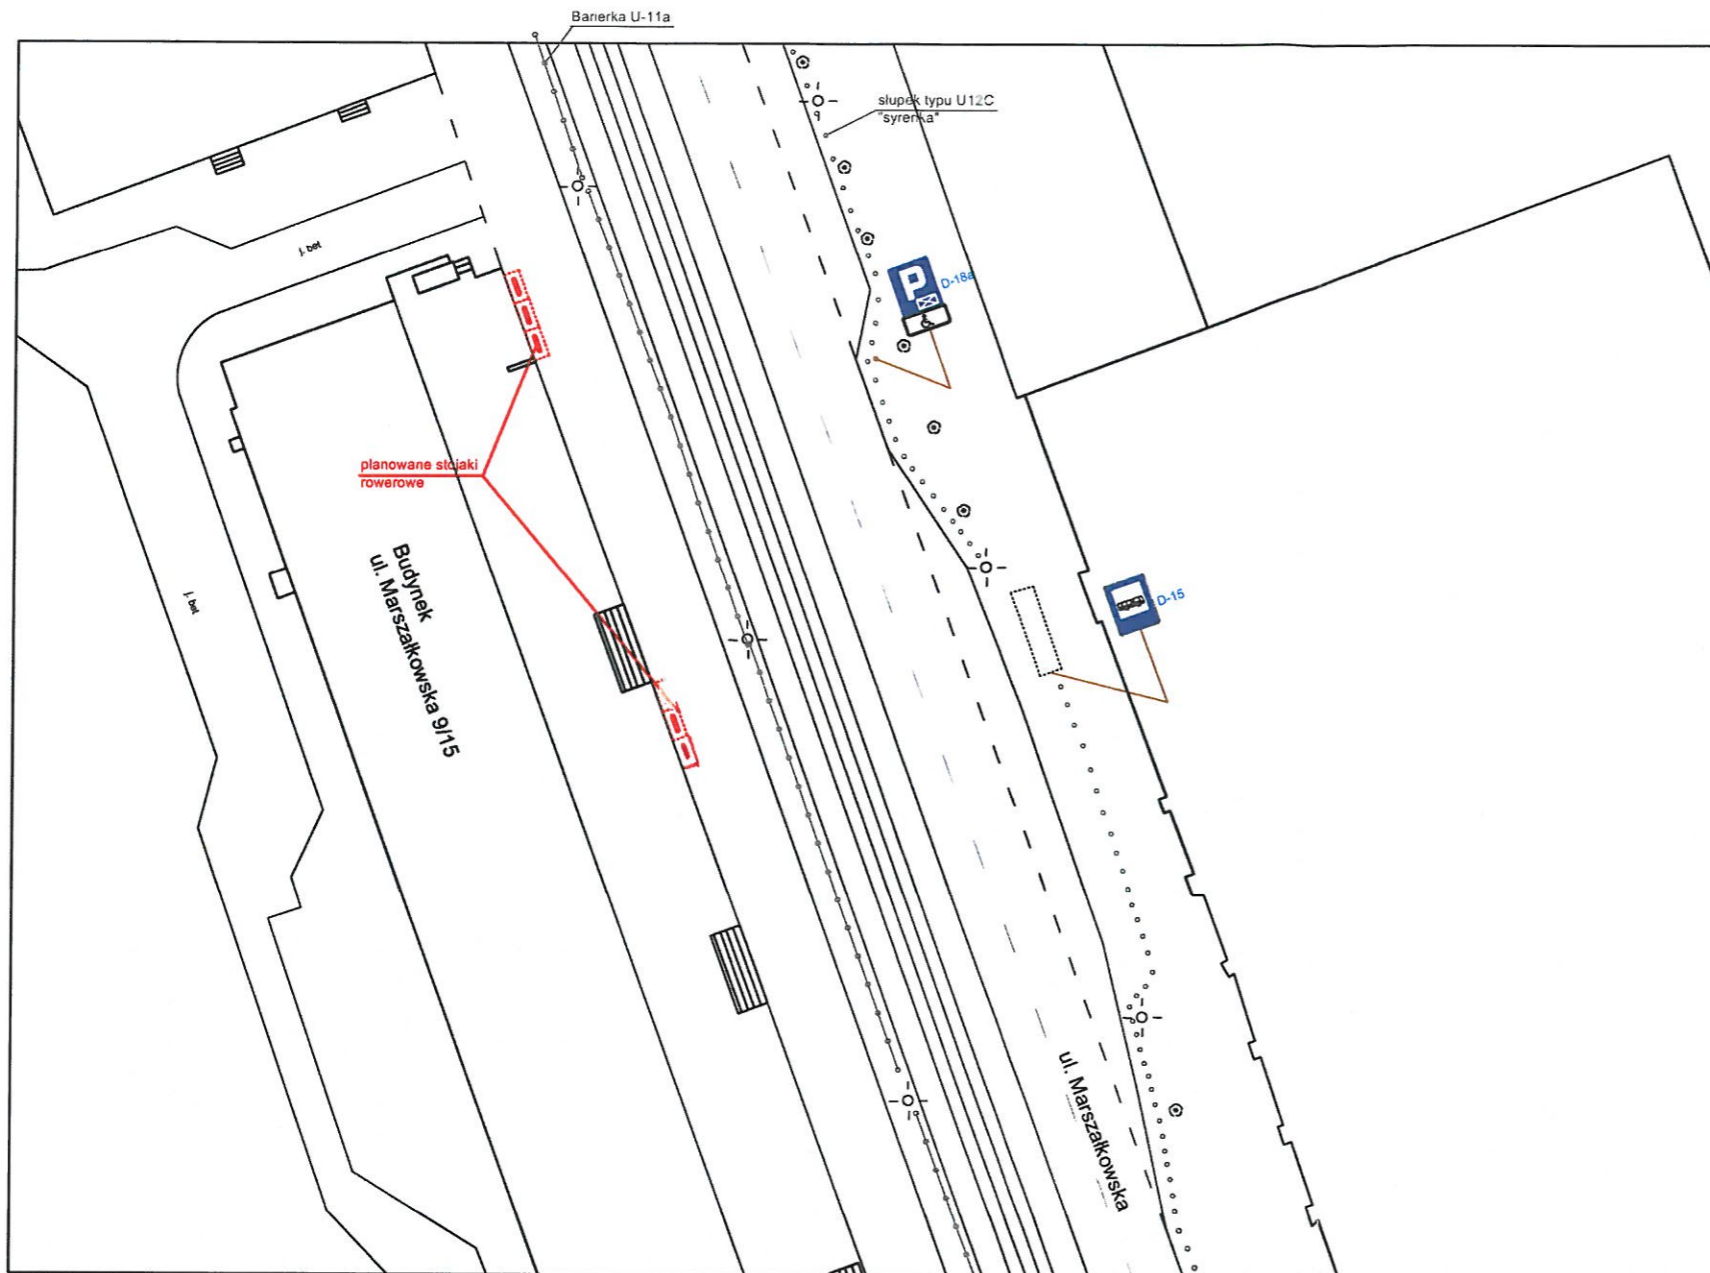 Barierka U-11a
słupek typu U12C
"syrenka"
j. bet
P
D-18a
planowane stojaki
rowerowe
Budynek
ul. Marszałkowska 9/15
j. bet
D-15
ul. Marszałkowska